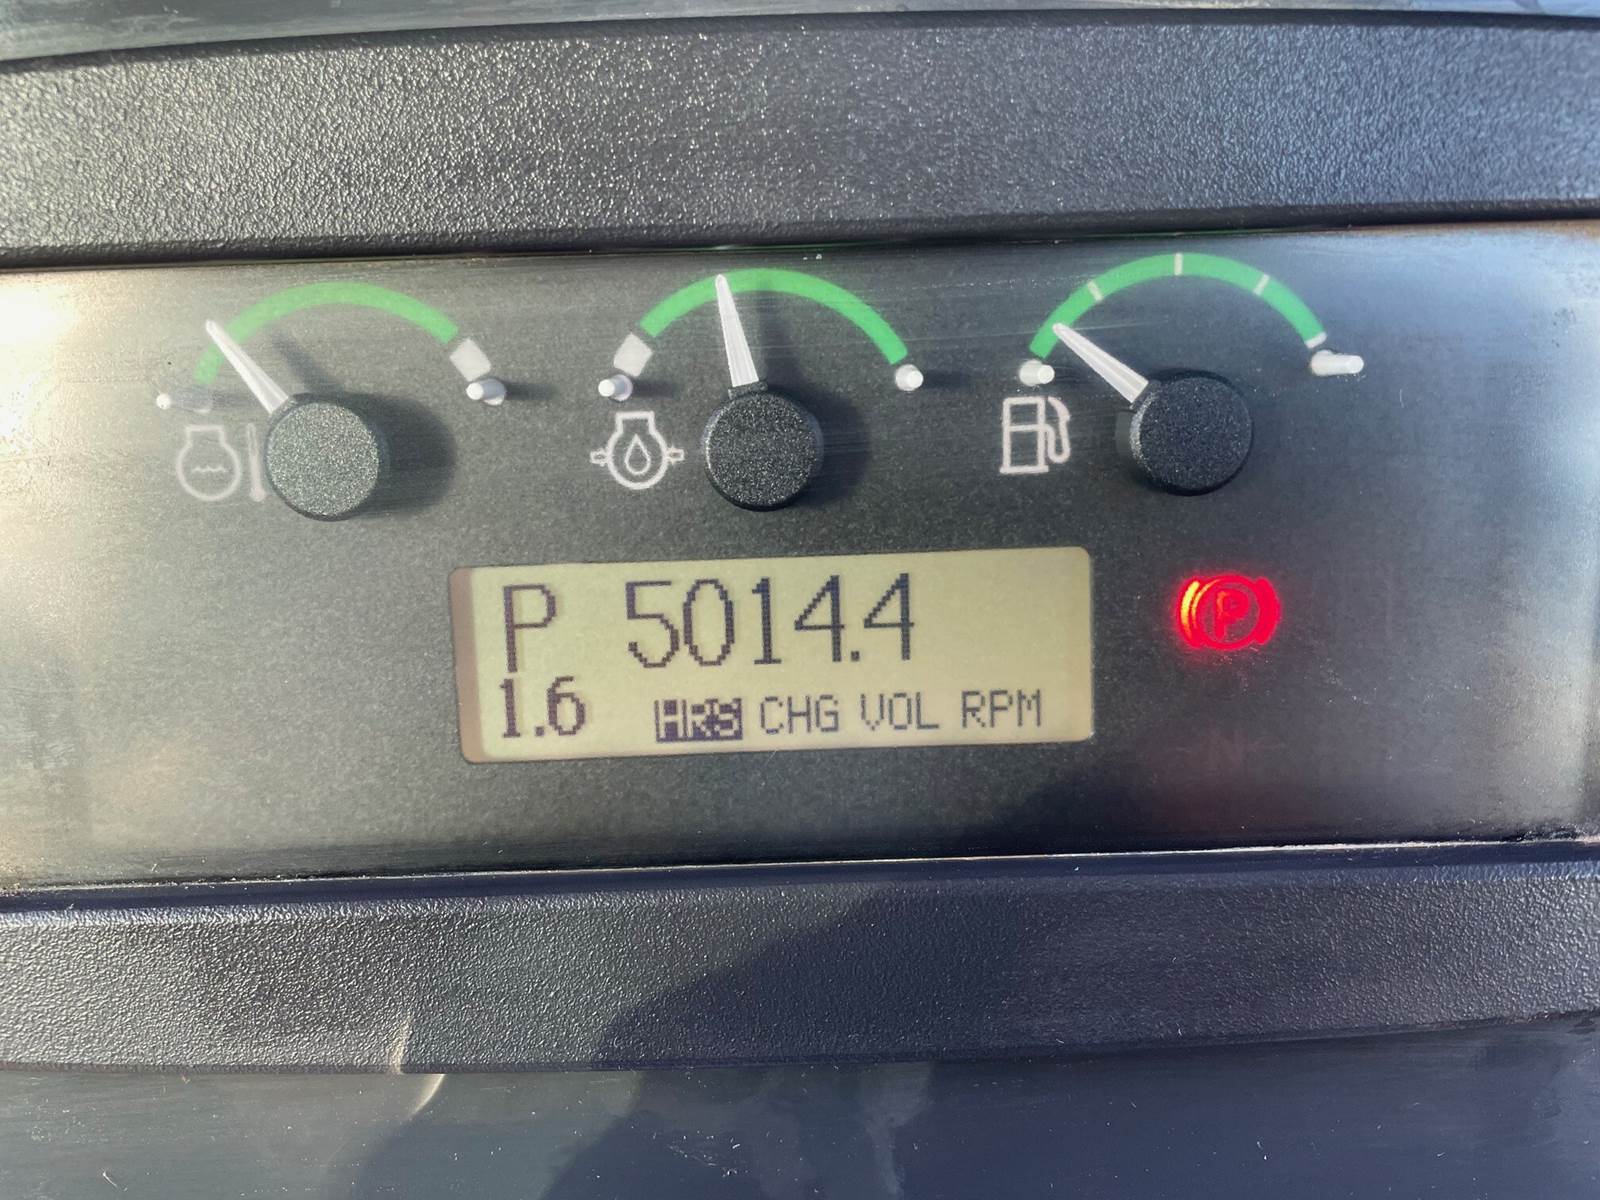 P 5014.4
1.6 HRS CHG VOL RPM
P
N